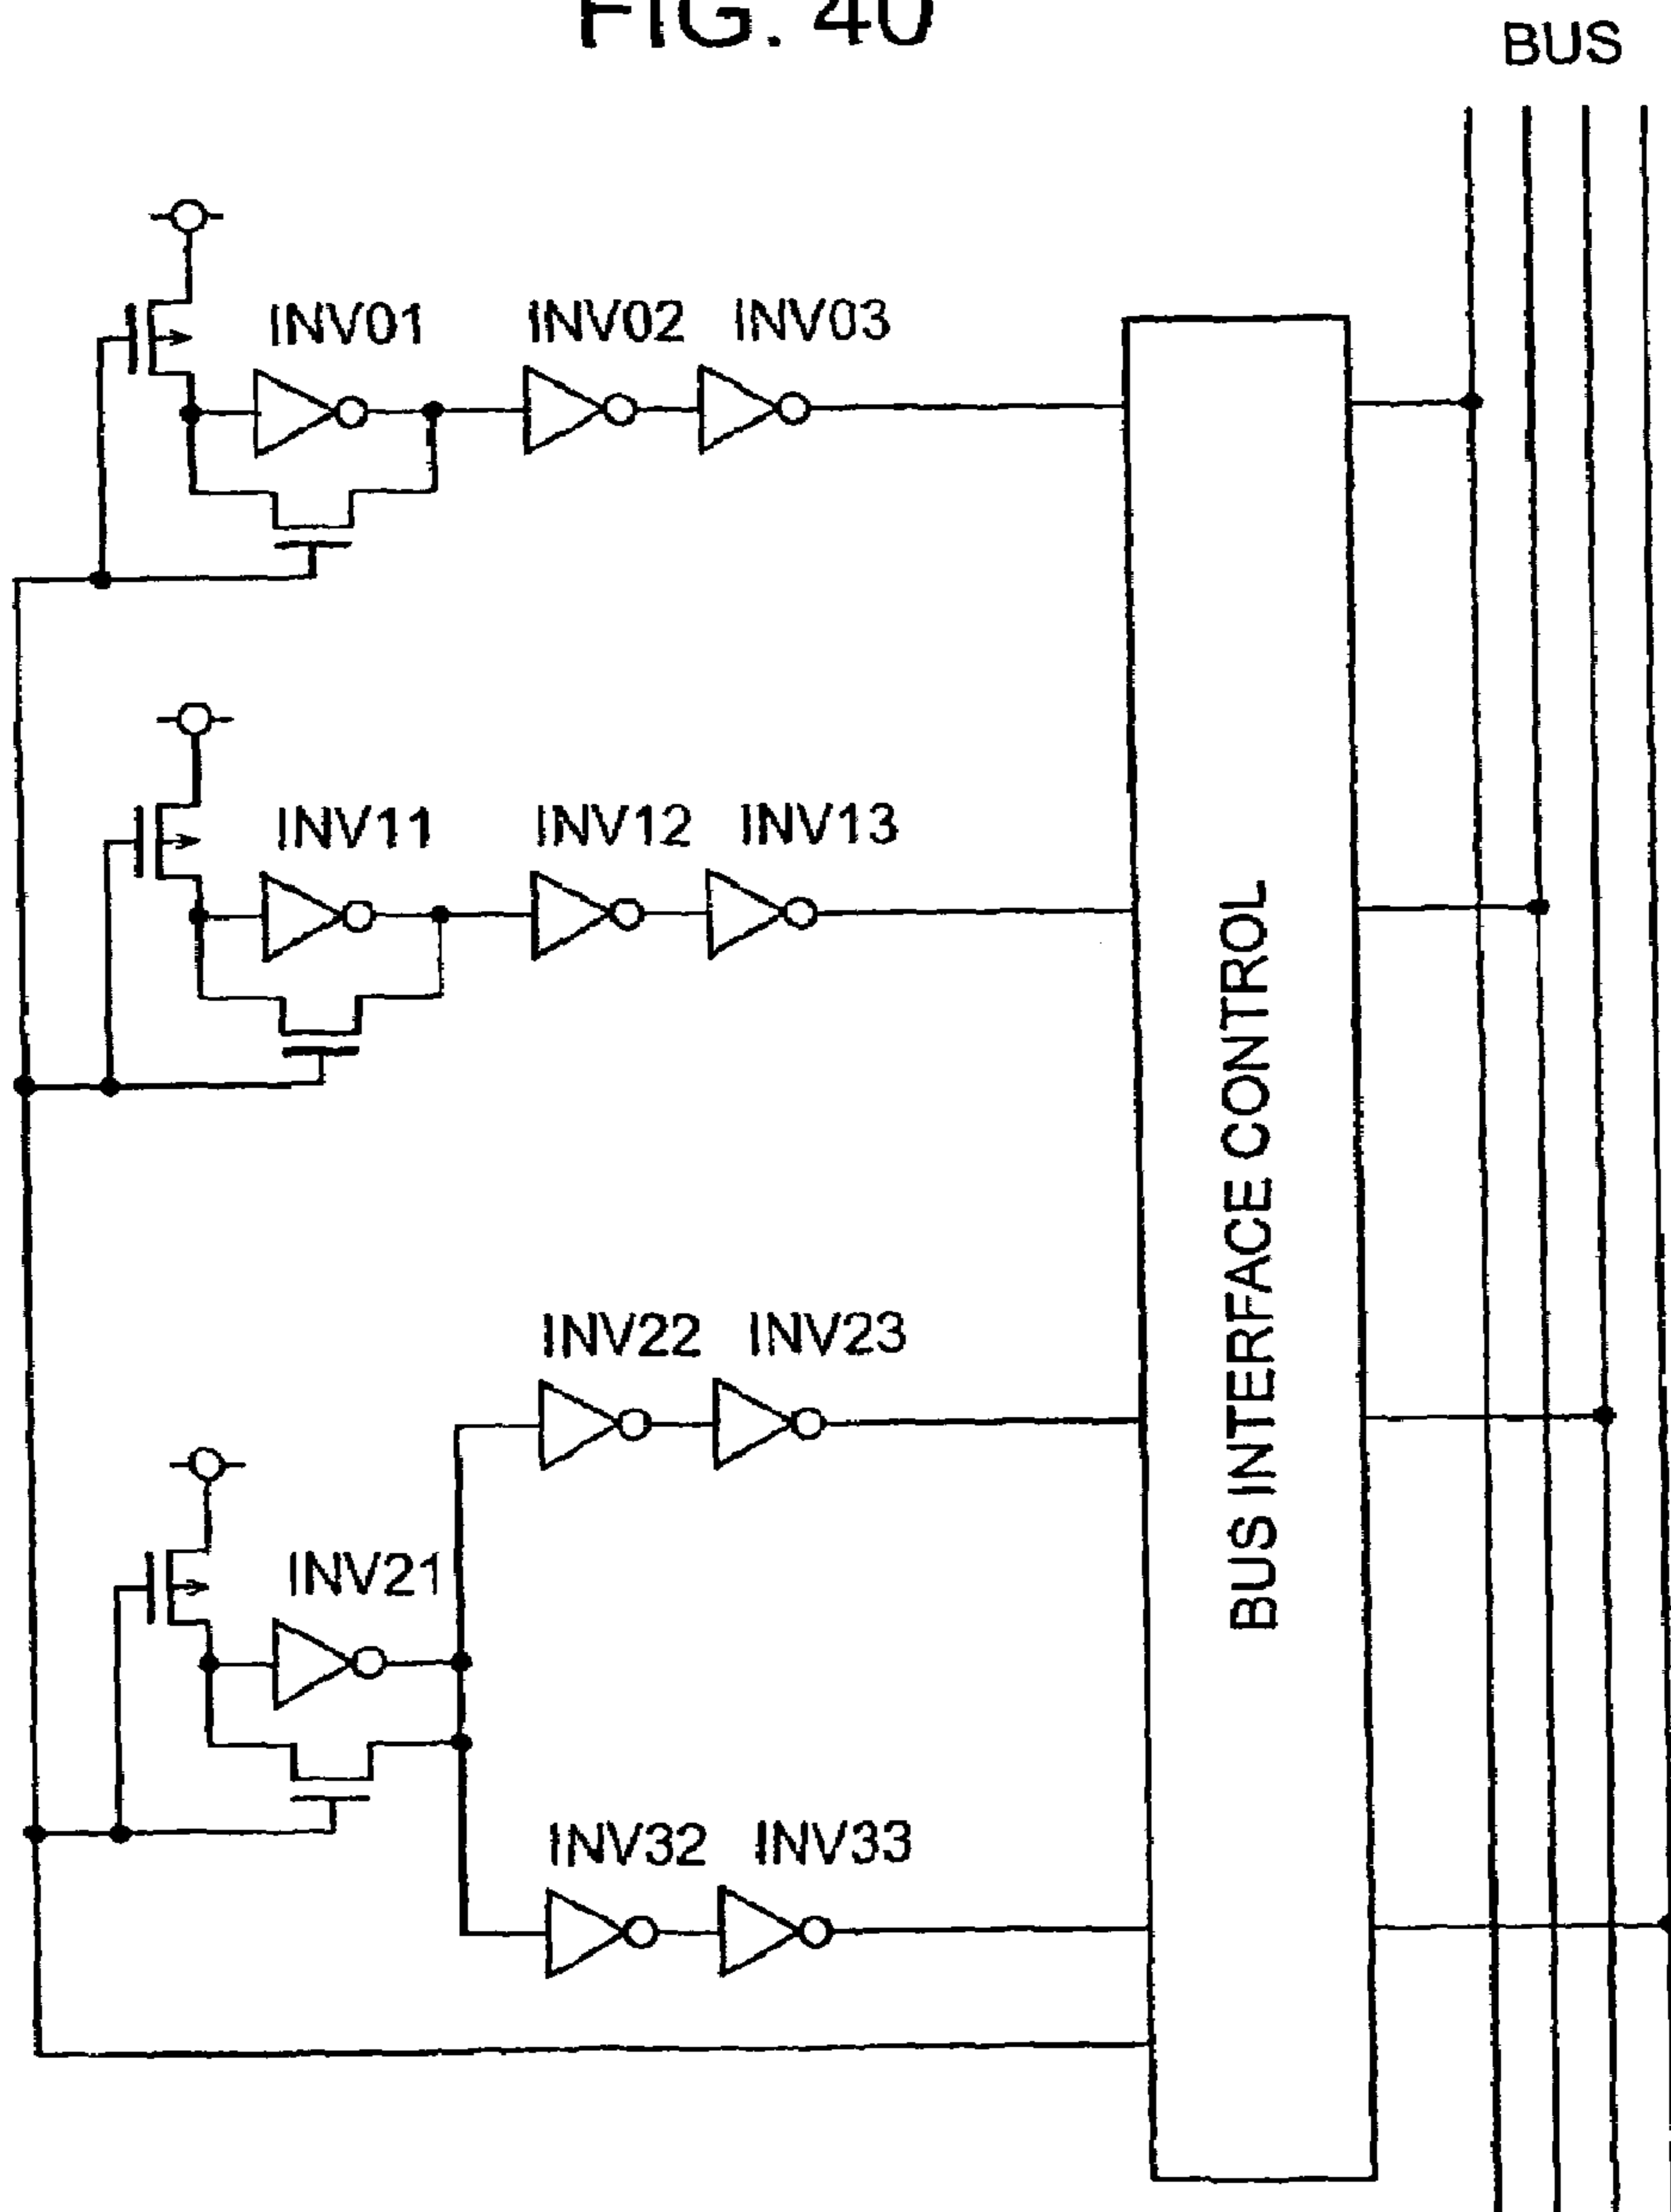 FIG. 40
BUS
INV01 INV02 INV03
INV11 INV12 INV13
INV22 INV23
INV21
INV32 INV33
BUS INTERFACE CONTROL